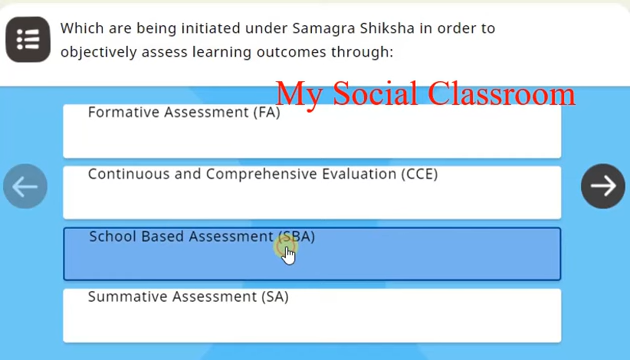 Which are being initiated under Samagra Shiksha in order to
objectively assess learning outcomes through:
My Social Classroom
Formative Assessment (FA)
Continuous and Comprehensive Evaluation (CCE)
School Based Assessment (SBA)
Summative Assessment (SA)